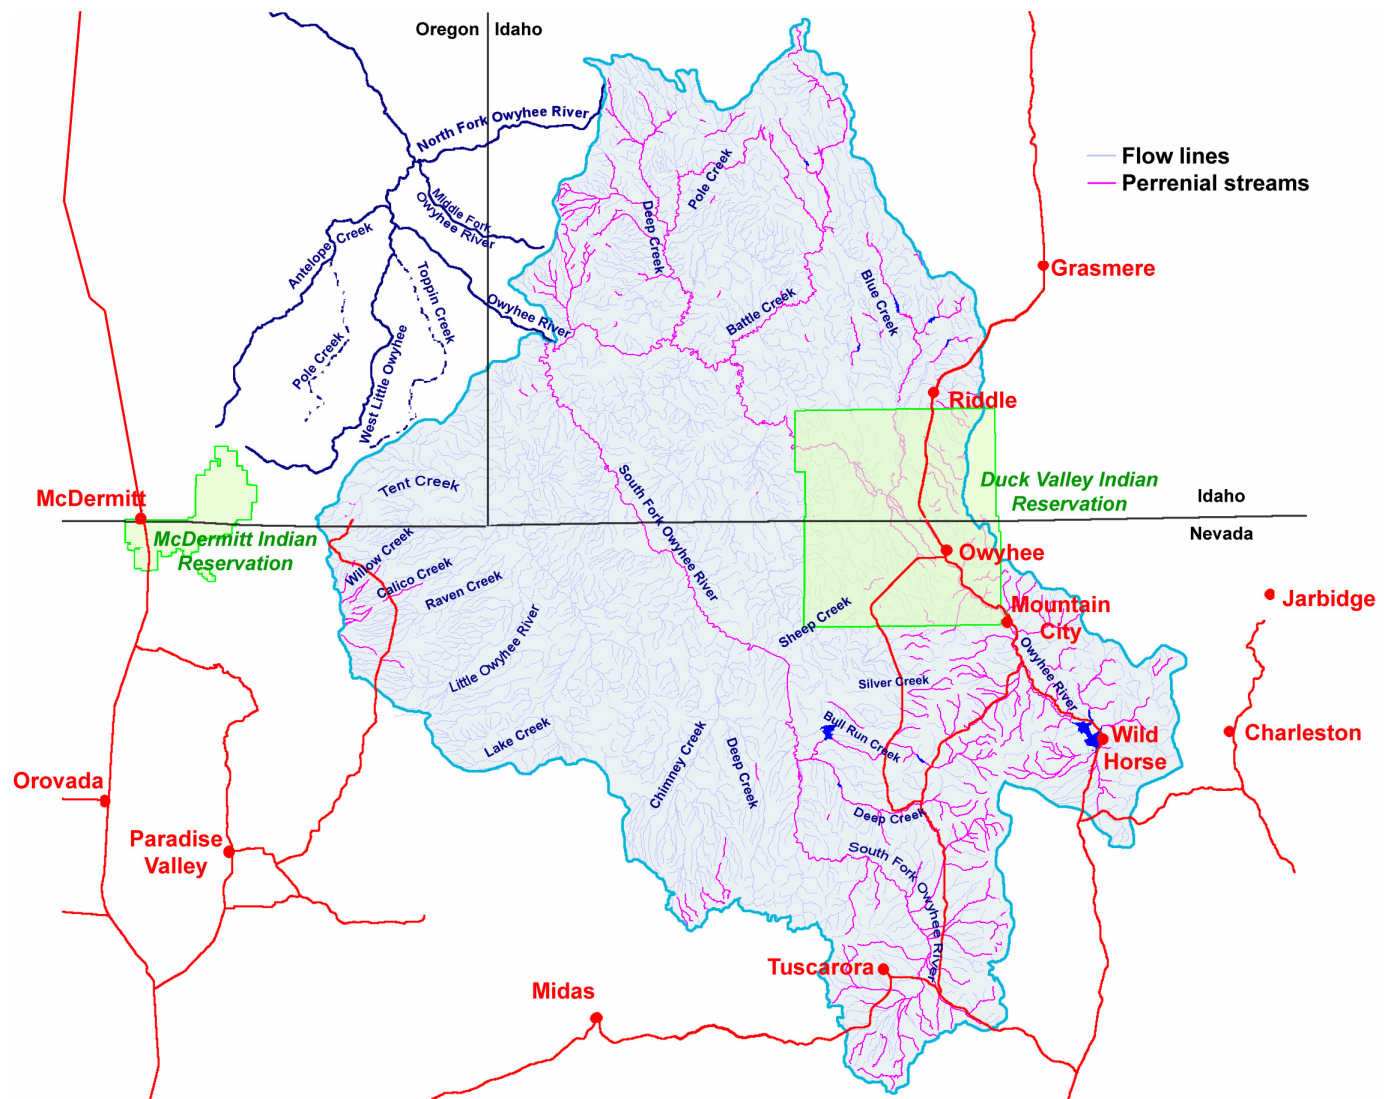 Oregon Idaho
North Fork Owyhee River
Flow lines
Perrenial streams
Pole Creek
Middle Fork
Owyhee River
Deep Creek
Antelope Creek
Toppin Creek
Grasmere
Owyhee River
Battle Creek
Blue Creek
Pole Creek
West Little Owyhee
Riddle
Tent Creek
South Fork Owyhee River
Duck Valley Indian
Reservation
McDermitt
Idaho
Nevada
McDermitt Indian
Reservation
Willow Creek
Calico Creek
Raven Creek
Owyhee
Jarbidge
Mountain
City
Sheep Creek
Little Owyhee River
Owyhee River
Silver Creek
Lake Creek
Bull Run Creek
Wild
Horse
Charleston
Chimney Creek
Deep Creek
Orovada
Deep Creek
Paradise
Valley
South Fork Owyhee River
Tuscarora
Midas